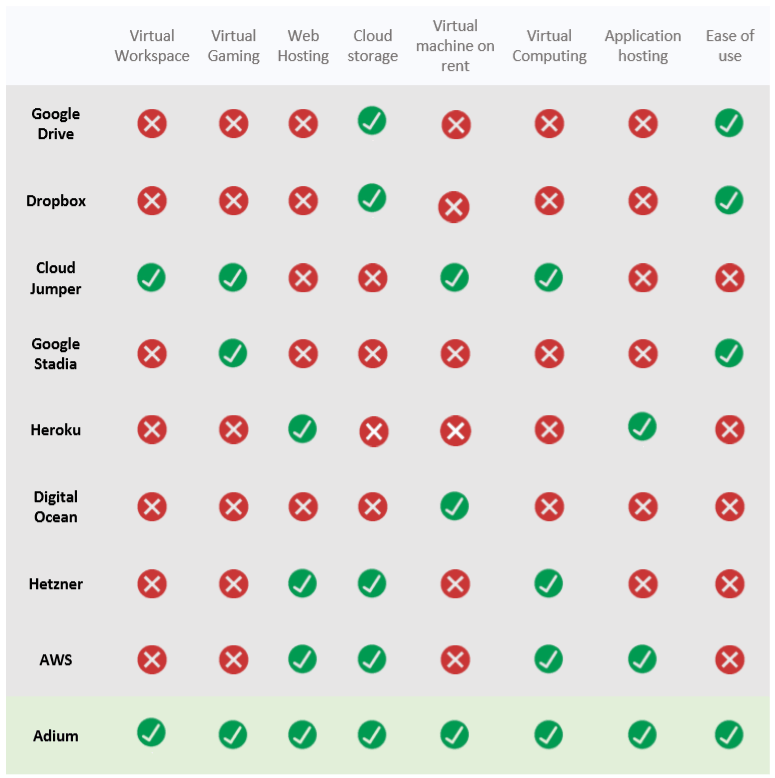 Virtual Workspace
Virtual Gaming
Web Hosting
Cloud storage
Virtual machine on rent
Virtual Computing
Application hosting
Ease of use
Google Drive
Dropbox
Cloud Jumper
Google Stadia
Heroku
Digital Ocean
Hetzner
AWS
Adium